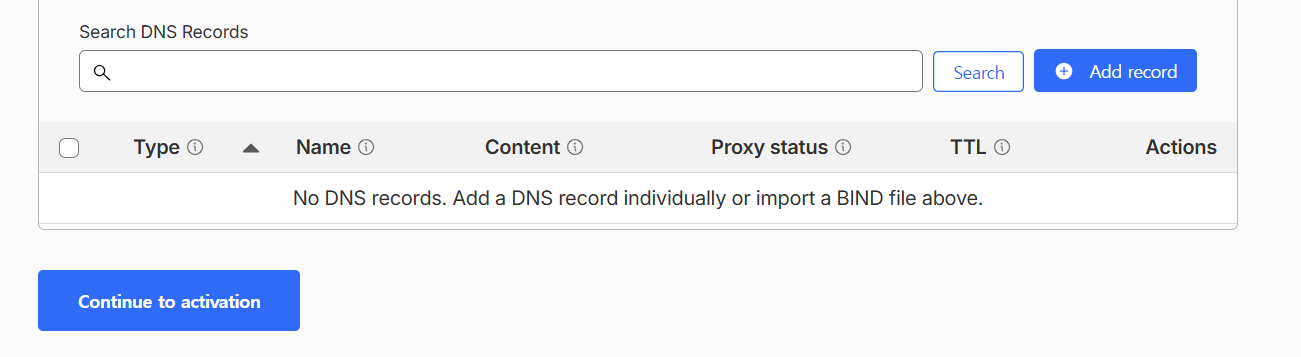 Search DNS Records
Search
Add record
Type Name Content Proxy status TTL Actions
No DNS records. Add a DNS record individually or import a BIND file above.
Continue to activation